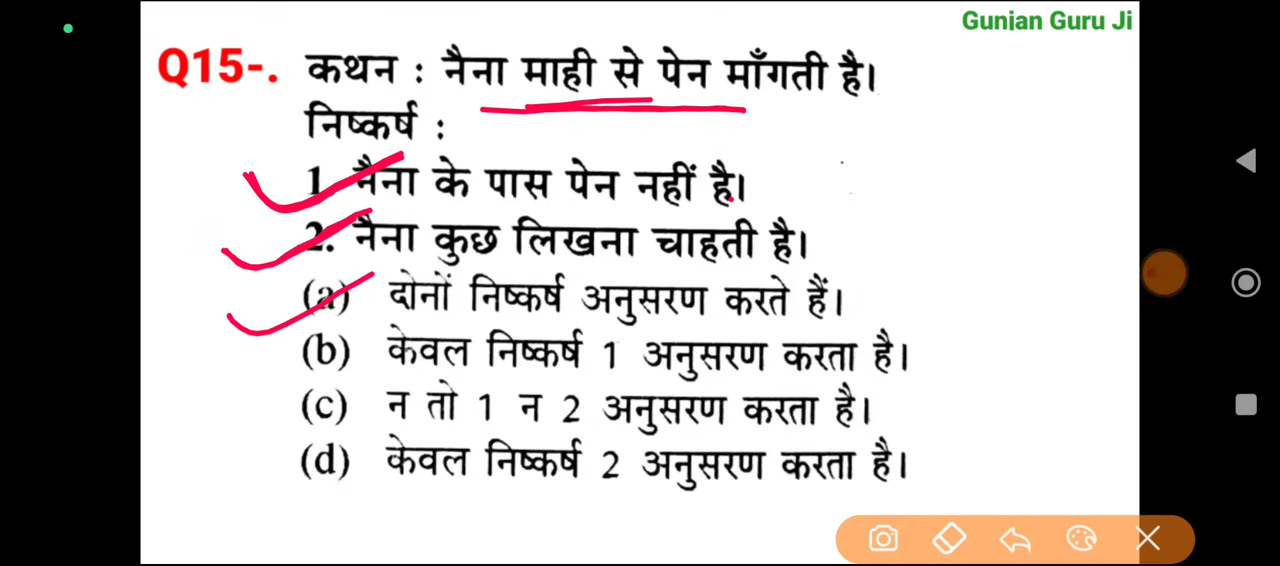 Gunian Guru Ji
Q15-. कथन : नैना माही से पेन माँगती है।
निष्कर्ष :
1. नैना के पास पेन नहीं है।
2. नैना कुछ लिखना चाहती है।
(a) दोनों निष्कर्ष अनुसरण करते हैं।
(b) केवल निष्कर्ष 1 अनुसरण करता है।
(c) न तो 1 न 2 अनुसरण करता है।
(d) केवल निष्कर्ष 2 अनुसरण करता है।